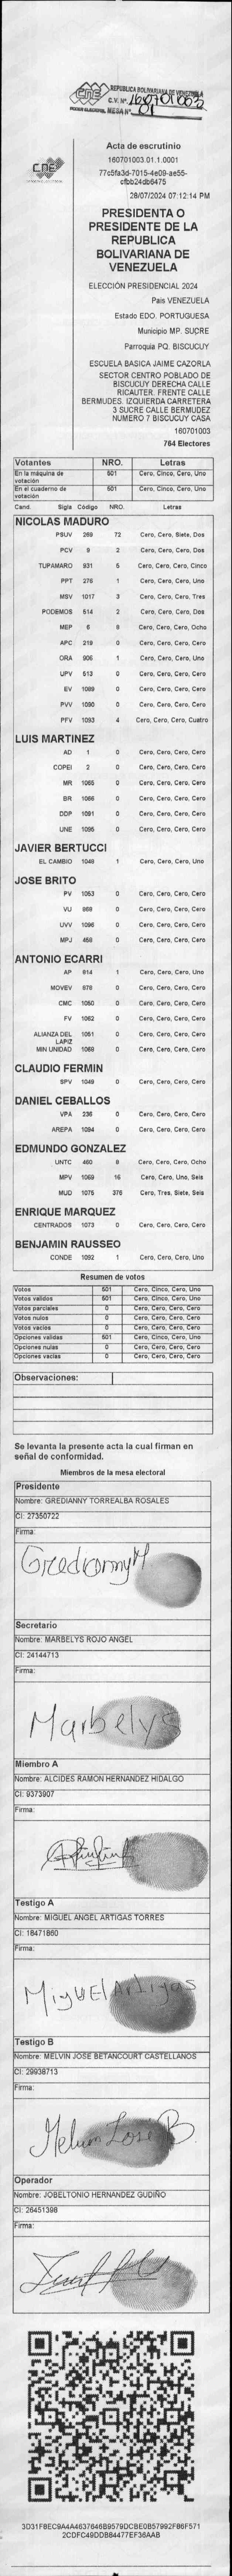 REPUBLICA BOLIVARIANA DE VENEZUELA
CNE
C.V. Nº 160701003
PODER ELECTORAL MESA Nº 01
Acta de escrutinio
160701003.01.1.0001
77c5fa3d-7015-4e09-ae55-
cfbb24db6475
28/07/2024 07:12:14 PM
CNE
PRESIDENTA O
PRESIDENTE DE LA
REPUBLICA
BOLIVARIANA DE
VENEZUELA
ELECCIÓN PRESIDENCIAL 2024
Pais VENEZUELA
Estado EDO. PORTUGUESA
Municipio MP. SUCRE
Parroquia PQ. BISCUCUY
ESCUELA BASICA JAIME CAZORLA
SECTOR CENTRO POBLADO DE
BISCUCUY DERECHA CALLE
RICAUTER. FRENTE CALLE
BERMUDES. IZQUIERDA CARRETERA
3 SUCRE CALLE BERMUDEZ
NUMERO 7 BISCUCUY CASA
160701003
764 Electores
Votantes NRO. Letras
En la máquina de votación 501 Cero, Cinco, Cero, Uno
En el cuaderno de votación 501 Cero, Cinco, Cero, Uno
Cand. Sigla Código NRO. Letras
NICOLAS MADURO
PSUV 269 72 Cero, Cero, Siete, Dos
PCV 9 2 Cero, Cero, Cero, Dos
TUPAMARO 931 5 Cero, Cero, Cero, Cinco
PPT 276 1 Cero, Cero, Cero, Uno
MSV 1017 3 Cero, Cero, Cero, Tres
PODEMOS 514 2 Cero, Cero, Cero, Dos
MEP 6 8 Cero, Cero, Cero, Ocho
APC 219 0 Cero, Cero, Cero, Cero
ORA 906 1 Cero, Cero, Cero, Uno
UPV 513 0 Cero, Cero, Cero, Cero
EV 1089 0 Cero, Cero, Cero, Cero
PVV 1090 0 Cero, Cero, Cero, Cero
PFV 1093 4 Cero, Cero, Cero, Cuatro
LUIS MARTINEZ
AD 1 0 Cero, Cero, Cero, Cero
COPEI 2 0 Cero, Cero, Cero, Cero
MR 1065 0 Cero, Cero, Cero, Cero
BR 1066 0 Cero, Cero, Cero, Cero
DDP 1091 0 Cero, Cero, Cero, Cero
UNE 1095 0 Cero, Cero, Cero, Cero
JAVIER BERTUCCI
EL CAMBIO 1048 1 Cero, Cero, Cero, Uno
JOSE BRITO
PV 1053 0 Cero, Cero, Cero, Cero
VU 868 0 Cero, Cero, Cero, Cero
UVV 1096 0 Cero, Cero, Cero, Cero
MPJ 458 0 Cero, Cero, Cero, Cero
ANTONIO ECARRI
AP 814 1 Cero, Cero, Cero, Uno
MOVEV 678 0 Cero, Cero, Cero, Cero
CMC 1050 0 Cero, Cero, Cero, Cero
FV 1062 0 Cero, Cero, Cero, Cero
ALIANZA DEL LAPIZ 1051 0 Cero, Cero, Cero, Cero
MIN UNIDAD 1068 0 Cero, Cero, Cero, Cero
CLAUDIO FERMIN
SPV 1049 0 Cero, Cero, Cero, Cero
DANIEL CEBALLOS
VPA 236 0 Cero, Cero, Cero, Cero
AREPA 1094 0 Cero, Cero, Cero, Cero
EDMUNDO GONZALEZ
UNTC 460 8 Cero, Cero, Cero, Ocho
MPV 1069 16 Cero, Cero, Uno, Seis
MUD 1075 376 Cero, Tres, Siete, Seis
ENRIQUE MARQUEZ
CENTRADOS 1073 0 Cero, Cero, Cero, Cero
BENJAMIN RAUSSEO
CONDE 1092 1 Cero, Cero, Cero, Uno
Resumen de votos
Votos 501 Cero, Cinco, Cero, Uno
Votos validos 501 Cero, Cinco, Cero, Uno
Votos parciales 0 Cero, Cero, Cero, Cero
Votos nulos 0 Cero, Cero, Cero, Cero
Votos vacios 0 Cero, Cero, Cero, Cero
Opciones validas 501 Cero, Cinco, Cero, Uno
Opciones nulas 0 Cero, Cero, Cero, Cero
Opciones vacias 0 Cero, Cero, Cero, Cero
Observaciones:
Se levanta la presente acta la cual firman en
señal de conformidad.
Miembros de la mesa electoral
Presidente
Nombre: GREDIANNY TORREALBA ROSALES
CI: 27350722
Firma:
GrediannyM
Secretario
Nombre: MARBELYS ROJO ANGEL
CI: 24144713
Firma:
Marbelys
Miembro A
Nombre: ALCIDES RAMON HERNANDEZ HIDALGO
CI: 9373907
Firma:
Testigo A
Nombre: MIGUEL ANGEL ARTIGAS TORRES
CI: 18471860
Firma:
Miguel Artigas
Testigo B
Nombre: MELVIN JOSE BETANCOURT CASTELLANOS
CI: 29938713
Firma:
Melvin Jose B.
Operador
Nombre: JOBELTONIO HERNANDEZ GUDIÑO
CI: 26451398
Firma:
3D31F8EC9A4A4637646B9579DCBE0B57992F86F571
2CDFC49DDB84477EF36AAB